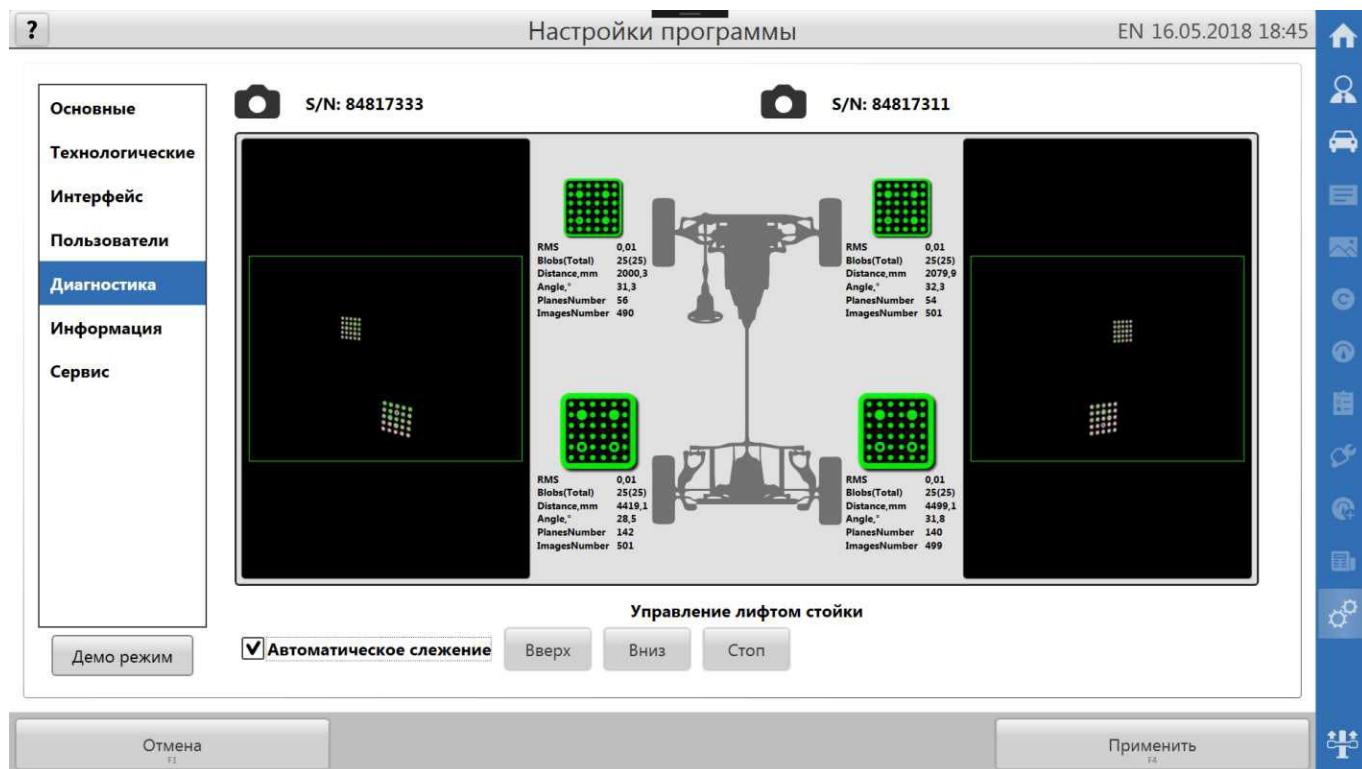 ?
Настройки программы
EN 16.05.2018 18:45
Основные
Технологические
Интерфейс
Пользователи
Диагностика
Информация
Сервис
Демо режим
S/N: 84817333
S/N: 84817311
RMS 0,01
Blobs(Total) 25(25)
Distance,mm 2000,3
Angle,° 31,3
PlanesNumber 56
ImagesNumber 490
RMS 0,01
Blobs(Total) 25(25)
Distance,mm 2079,9
Angle,° 32,3
PlanesNumber 54
ImagesNumber 501
RMS 0,01
Blobs(Total) 25(25)
Distance,mm 4419,1
Angle,° 28,5
PlanesNumber 142
ImagesNumber 501
RMS 0,01
Blobs(Total) 25(25)
Distance,mm 4499,1
Angle,° 31,8
PlanesNumber 140
ImagesNumber 499
Управление лифтом стойки
Автоматическое слежение
Вверх
Вниз
Стоп
Отмена
F1
Применить
F4